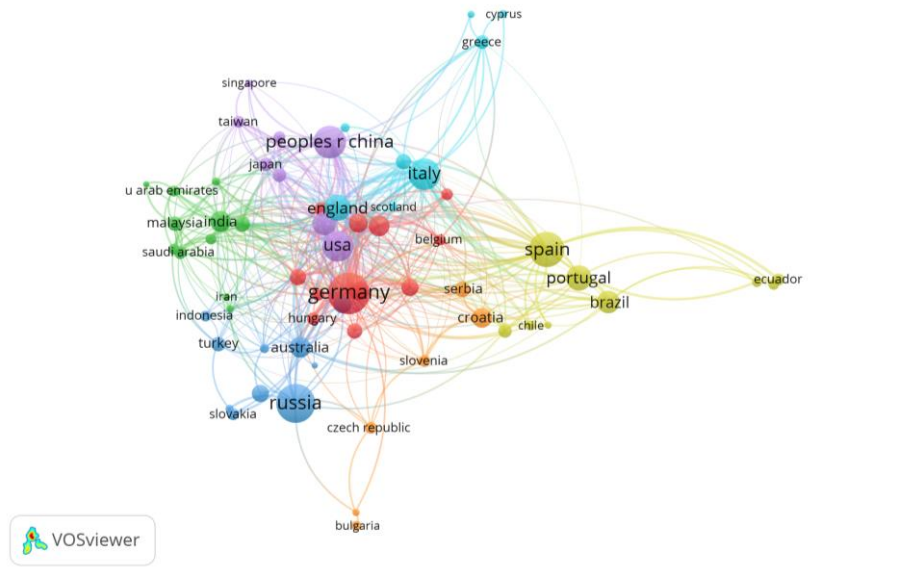 cyprus
greece
singapore
taiwan
peoples r china
japan
italy
u arab emirates
england
scotland
malaysia
india
usa
belgium
saudi arabia
spain
portugal
ecuador
germany
serbia
iran
brazil
indonesia
hungary
croatia
chile
turkey
australia
slovenia
russia
slovakia
czech republic
bulgaria
VOSviewer